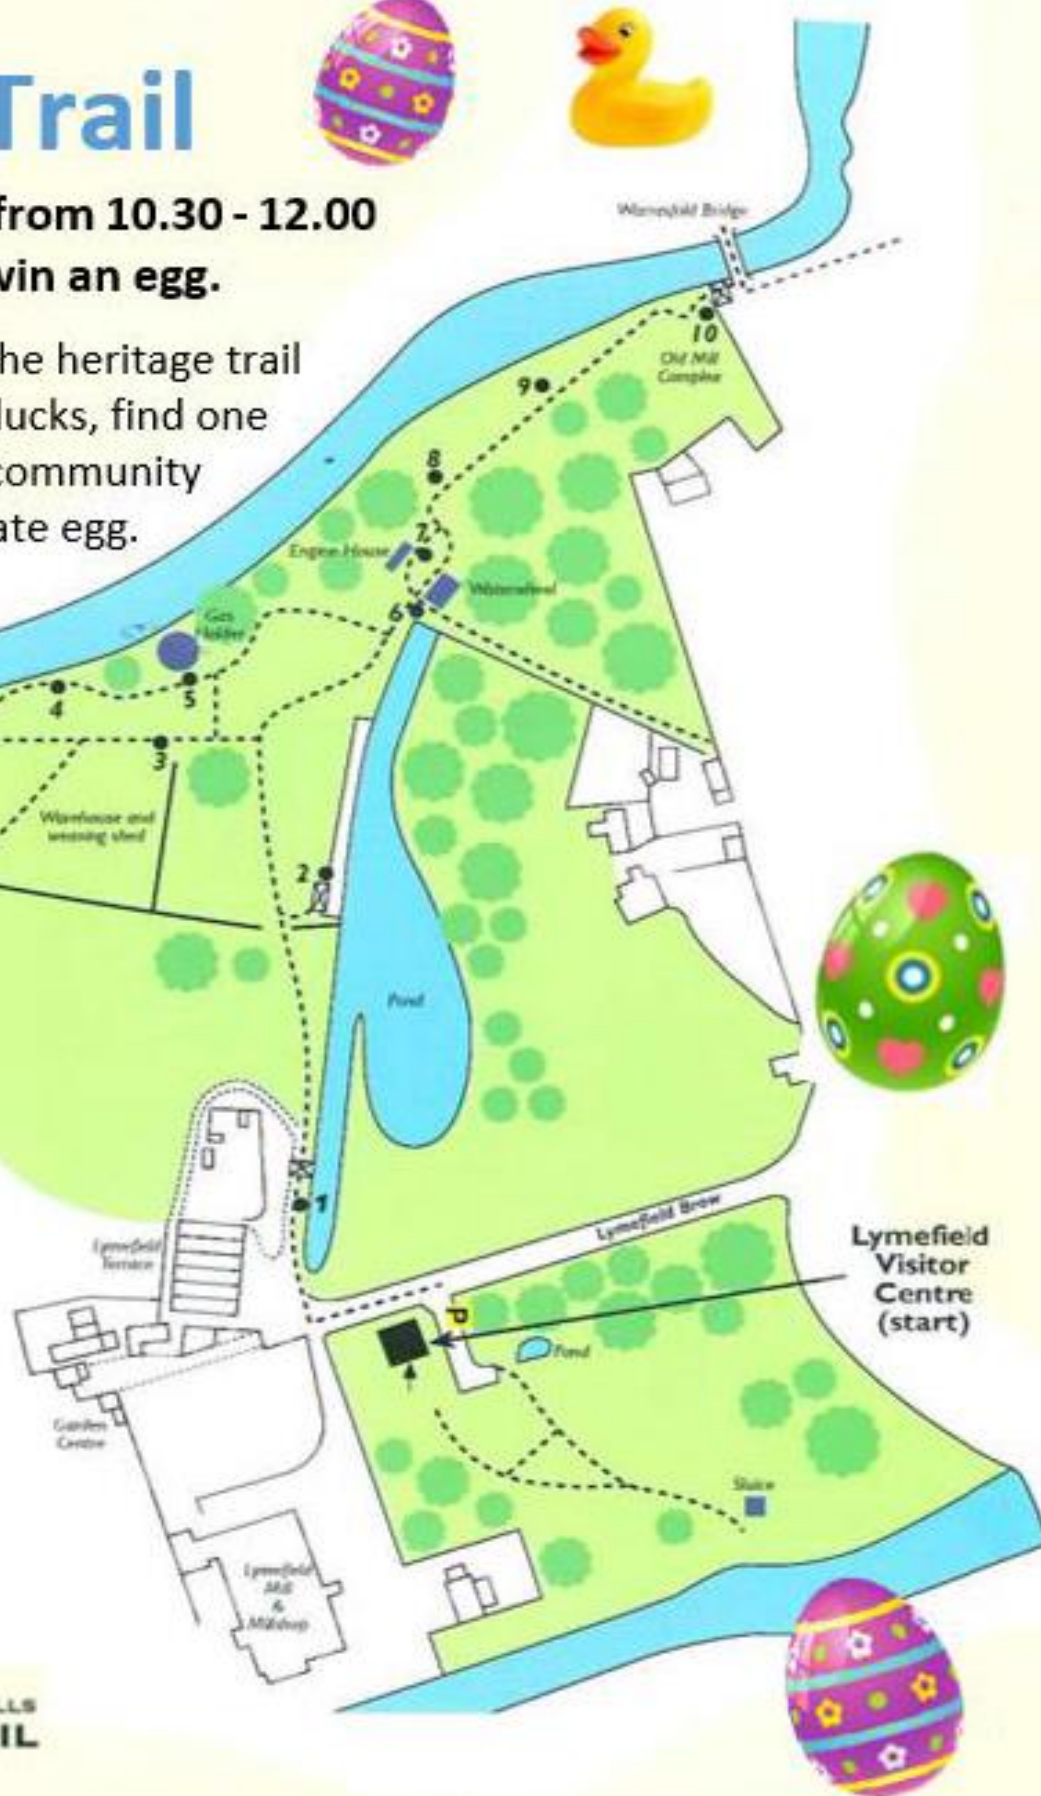 Trail
from 10.30 - 12.00
win an egg.
he heritage trail
ducks, find one
community
ate egg.
Warnesfold Bridge
10
Old Mill
Complex
9
8
7
Engine House
Waterwheel
6
Gas
Holder
5
4
3
Warehouse and
weaving shed
2
Pond
1
Lymefield Brow
Lymefield
Terrace
Lymefield
Visitor
Centre
(start)
P
Pond
Garden
Centre
Sluice
Lymefield
Mill
&
Millshop
LLS
IL